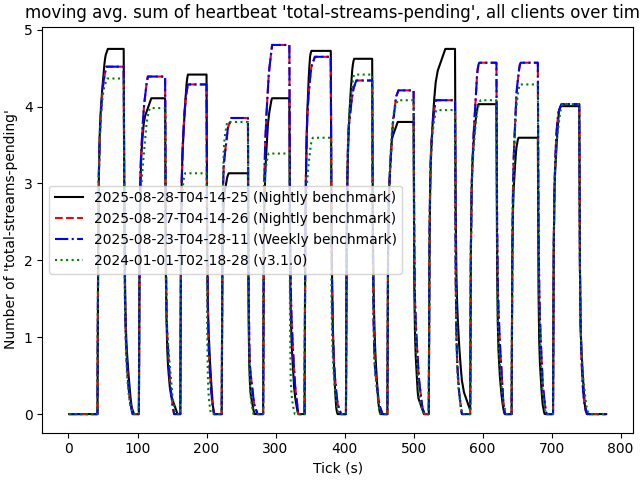 moving avg. sum of heartbeat 'total-streams-pending', all clients over tim
Number of 'total-streams-pending'
5
4
3
2
1
0
2025-08-28-T04-14-25 (Nightly benchmark)
2025-08-27-T04-14-26 (Nightly benchmark)
2025-08-23-T04-28-11 (Weekly benchmark)
2024-01-01-T02-18-28 (v3.1.0)
0 100 200 300 400 500 600 700 800
Tick (s)